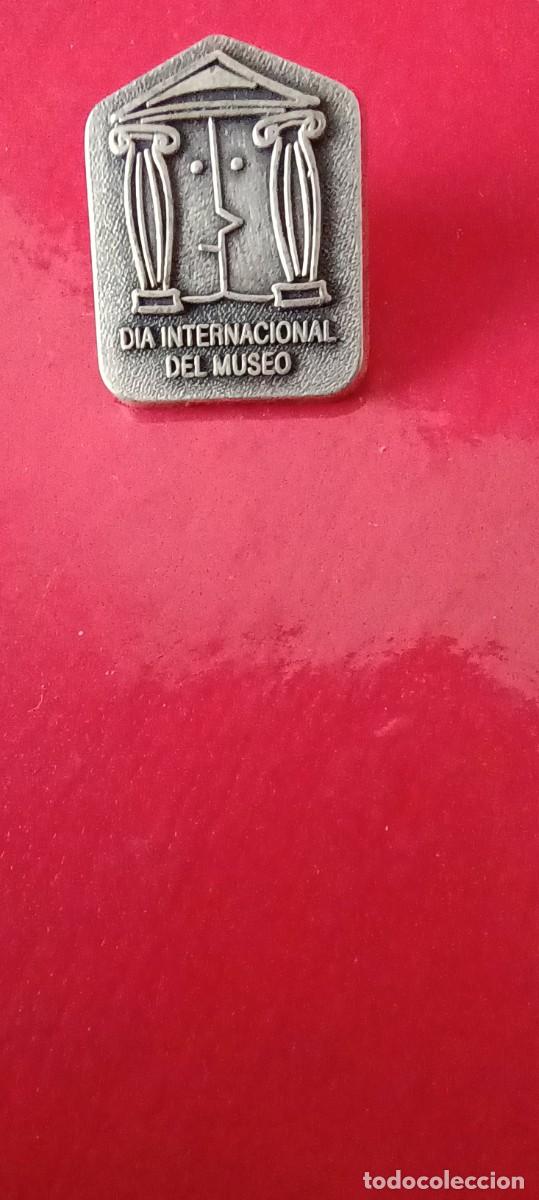 DIA INTERNACIONAL
DEL MUSEO
todocoleccion